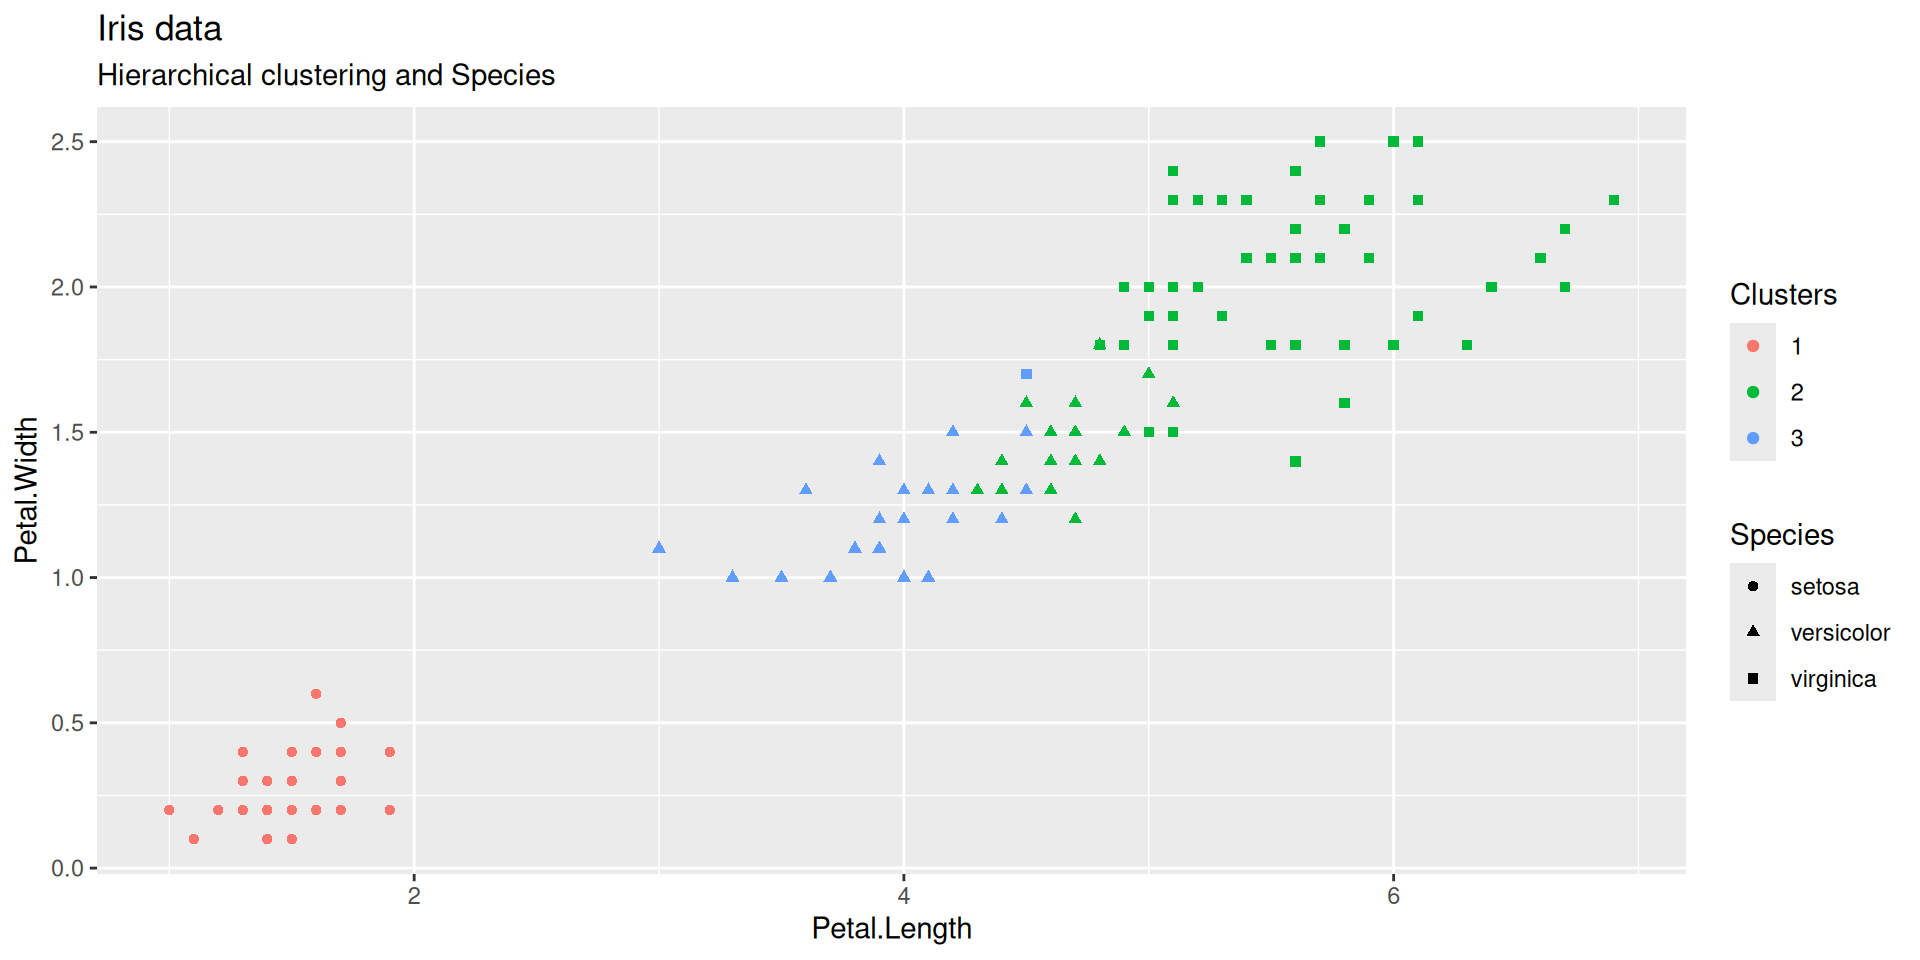 Iris data
Hierarchical clustering and Species
2.5
2.0
1.5
1.0
0.5
0.0
Petal.Width
2
4
6
Petal.Length
Clusters
1
2
3
Species
setosa
versicolor
virginica